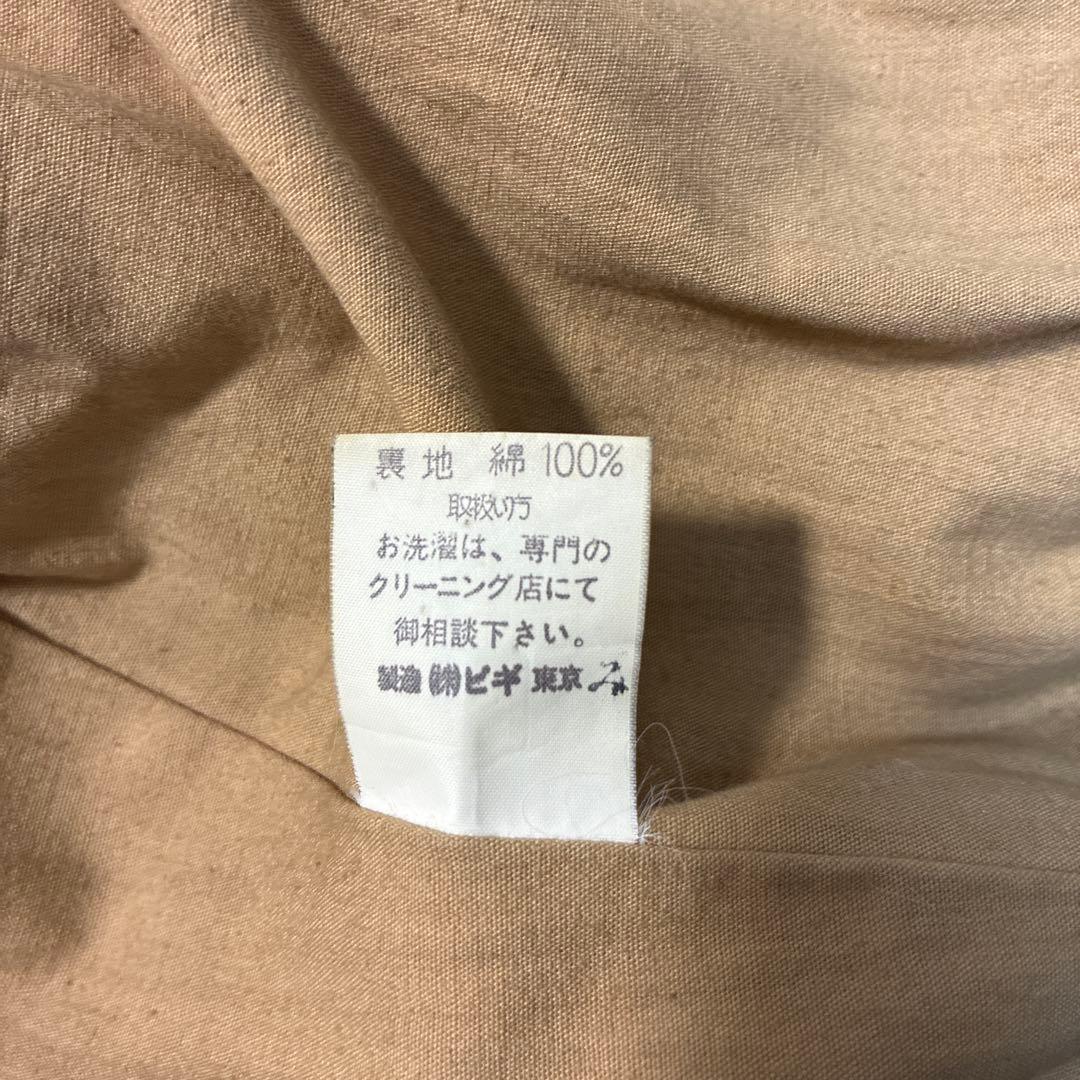 裏地 綿 100%
取扱い方
お洗濯は、専門の
クリーニング店にて
御相談下さい。
製造 ㈱ピギ 東京